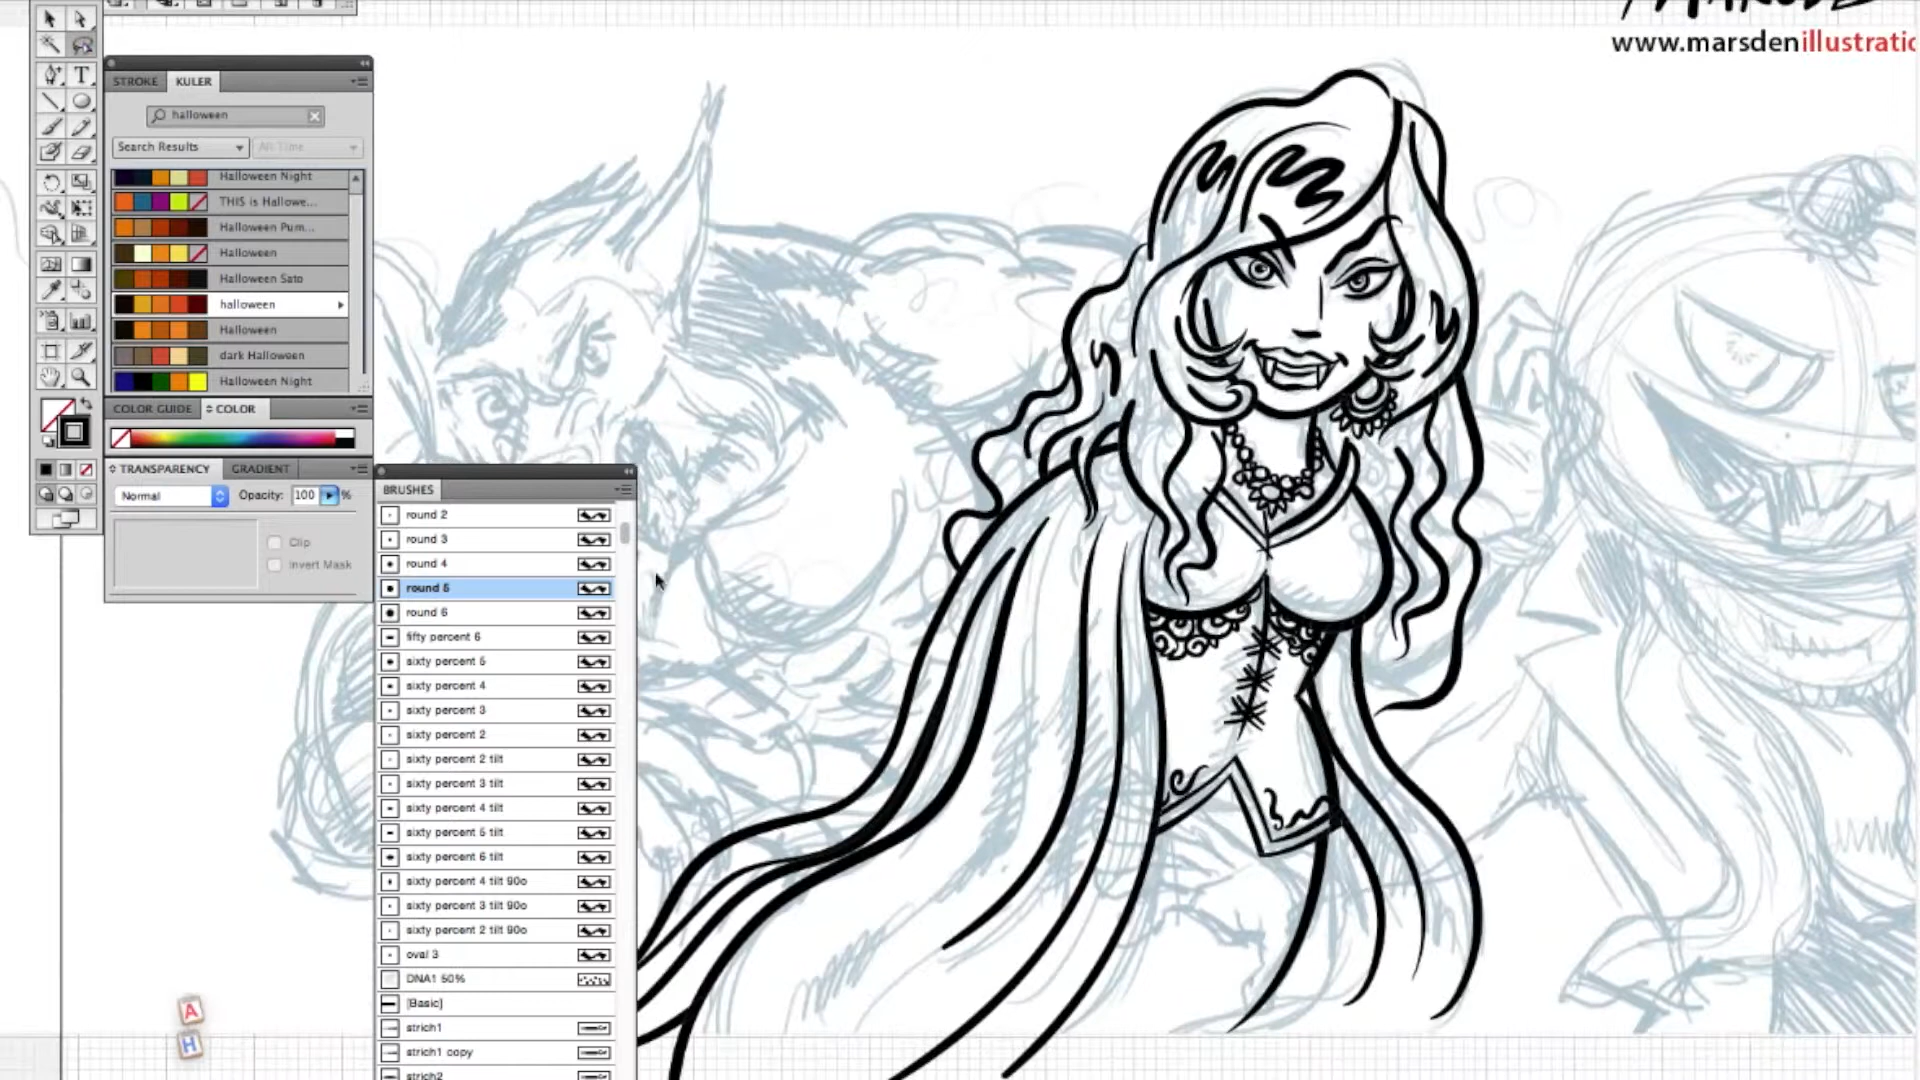 www.marsdenillustratic
STROKE KULER
halloween
Search Results All Time
Halloween Night
THIS is Hallowe...
Halloween Pum...
Halloween
Halloween Sato
halloween
Halloween
dark Halloween
Halloween Night
COLOR GUIDE COLOR
TRANSPARENCY GRADIENT
Normal Opacity: 100 %
Clip
Invert Mask
BRUSHES
round 2
round 3
round 4
round 5
round 6
fifty percent 6
sixty percent 5
sixty percent 4
sixty percent 3
sixty percent 2
sixty percent 2 tilt
sixty percent 3 tilt
sixty percent 4 tilt
sixty percent 5 tilt
sixty percent 6 tilt
sixty percent 4 tilt 90o
sixty percent 3 tilt 90o
sixty percent 2 tilt 90o
oval 3
DNA1 50%
[Basic]
strich1
strich1 copy
strich2
A
H